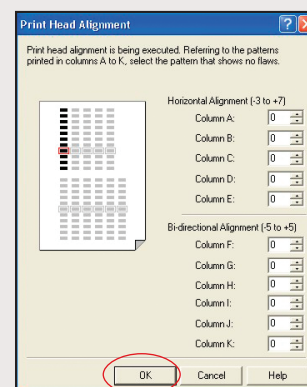 Print Head Alignment
Print head alignment is being executed. Referring to the patterns
printed in columns A to K, select the pattern that shows no flaws.
Horizontal Alignment (-3 to +7)
Column A: 0
Column B: 0
Column C: 0
Column D: 0
Column E: 0
Bi-directional Alignment (-5 to +5)
Column F: 0
Column G: 0
Column H: 0
Column I: 0
Column J: 0
Column K: 0
OK Cancel Help